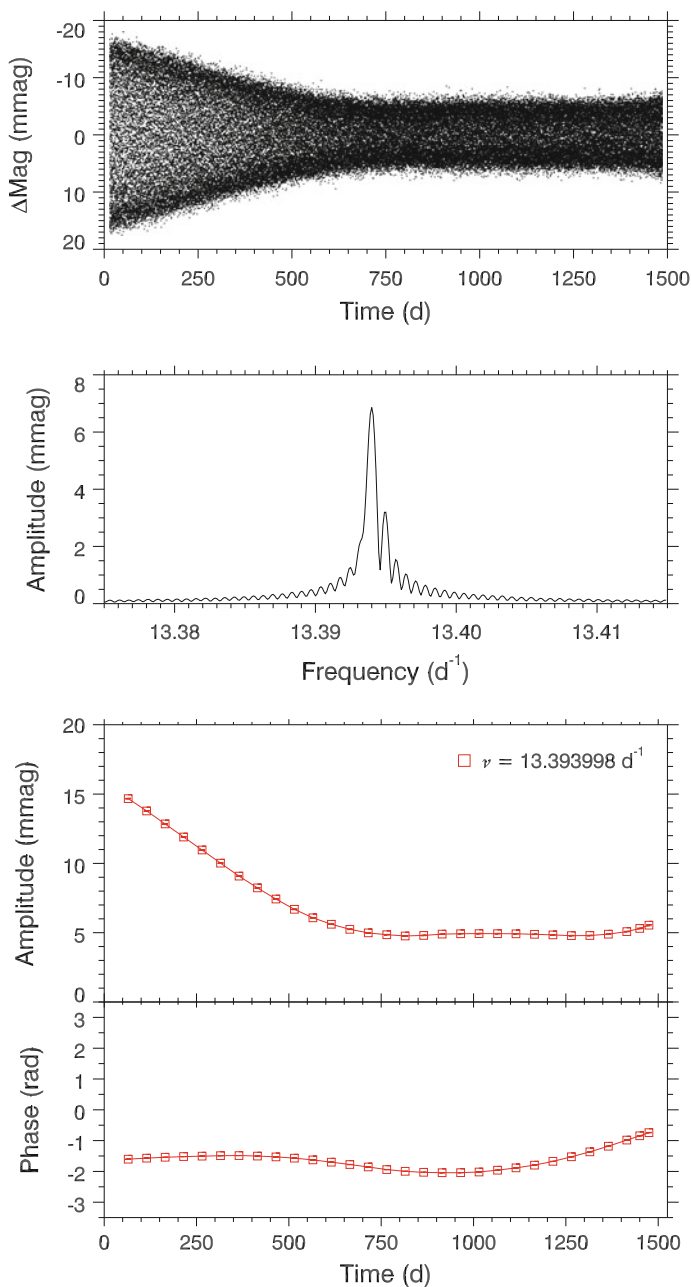 -20
-10
0
10
20
ΔMag (mmag)
0 250 500 750 1000 1250 1500
Time (d)
8
6
4
2
0
Amplitude (mmag)
13.38 13.39 13.40 13.41
Frequency (d⁻¹)
20
15
10
5
0
Amplitude (mmag)
ν = 13.393998 d⁻¹
3
2
1
0
-1
-2
-3
Phase (rad)
0 250 500 750 1000 1250 1500
Time (d)